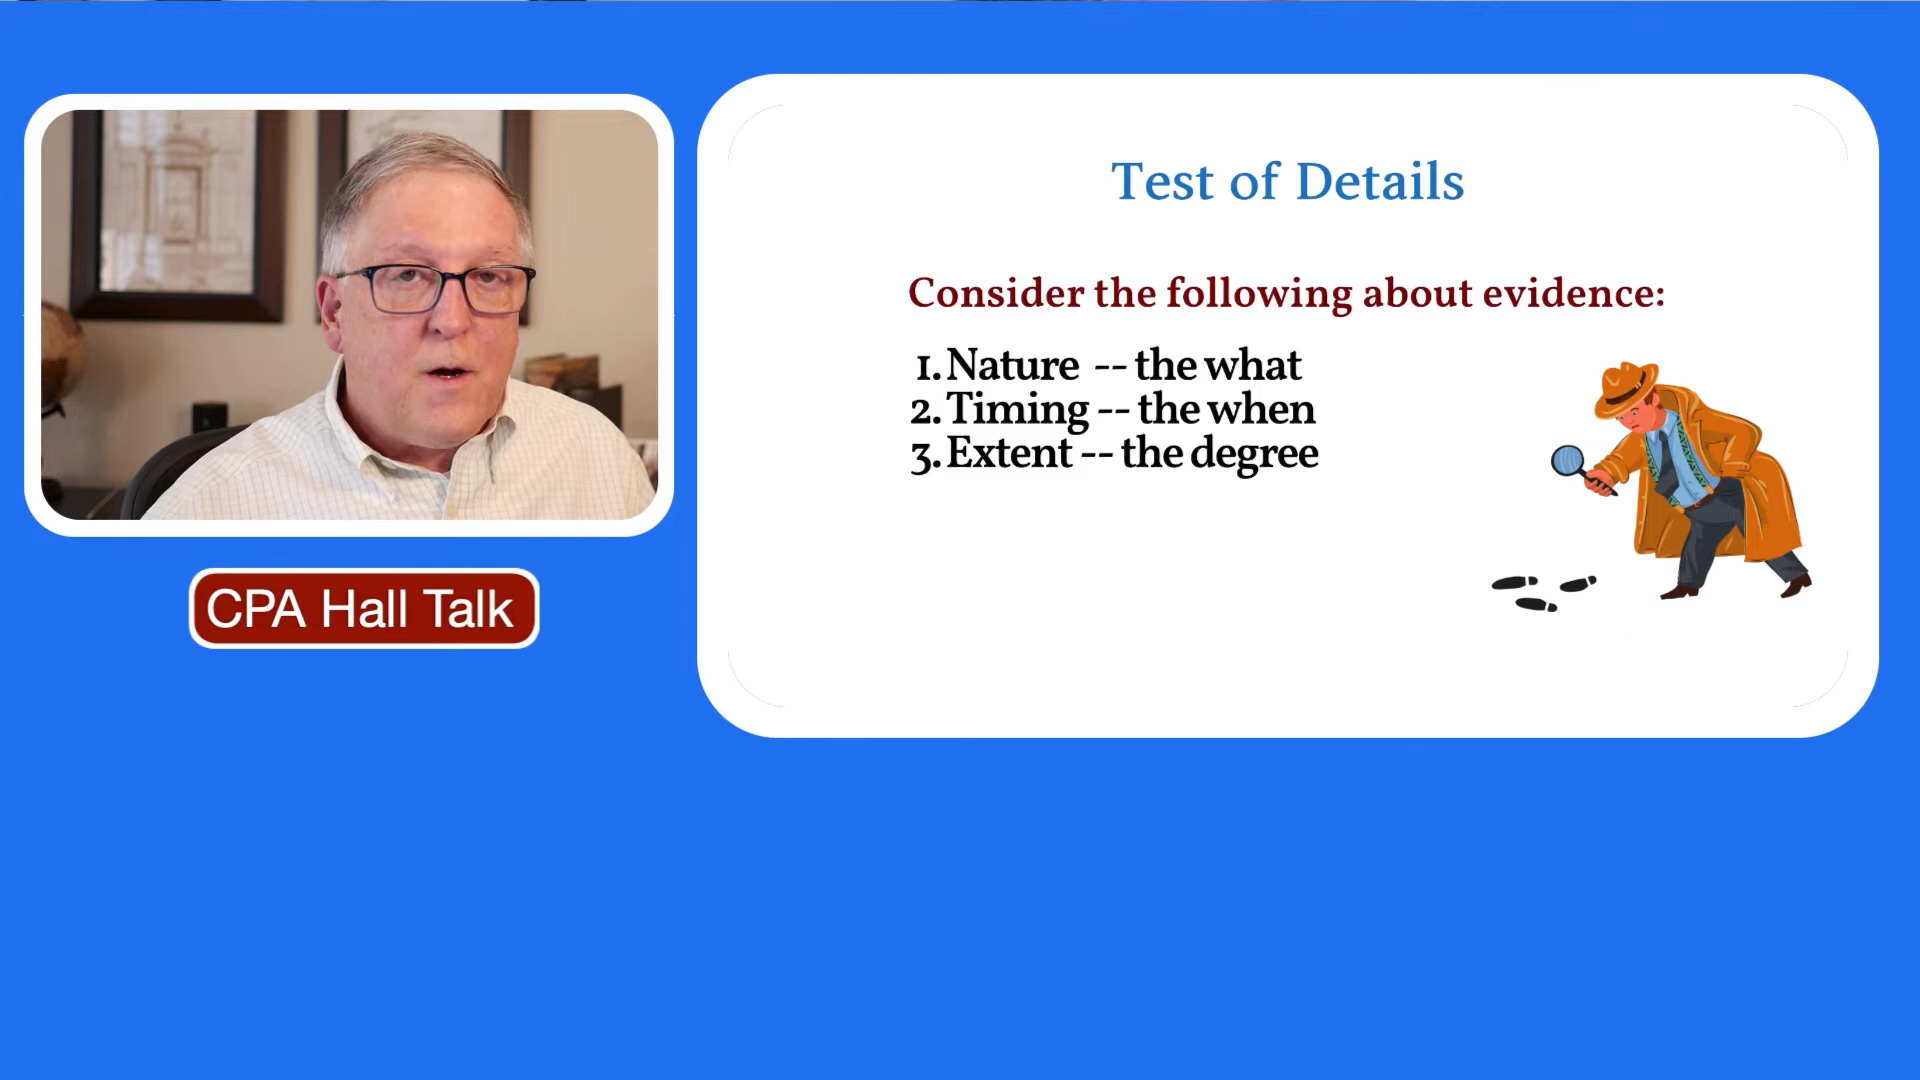 Test of Details
Consider the following about evidence:
1. Nature -- the what
2. Timing -- the when
3. Extent -- the degree
CPA Hall Talk